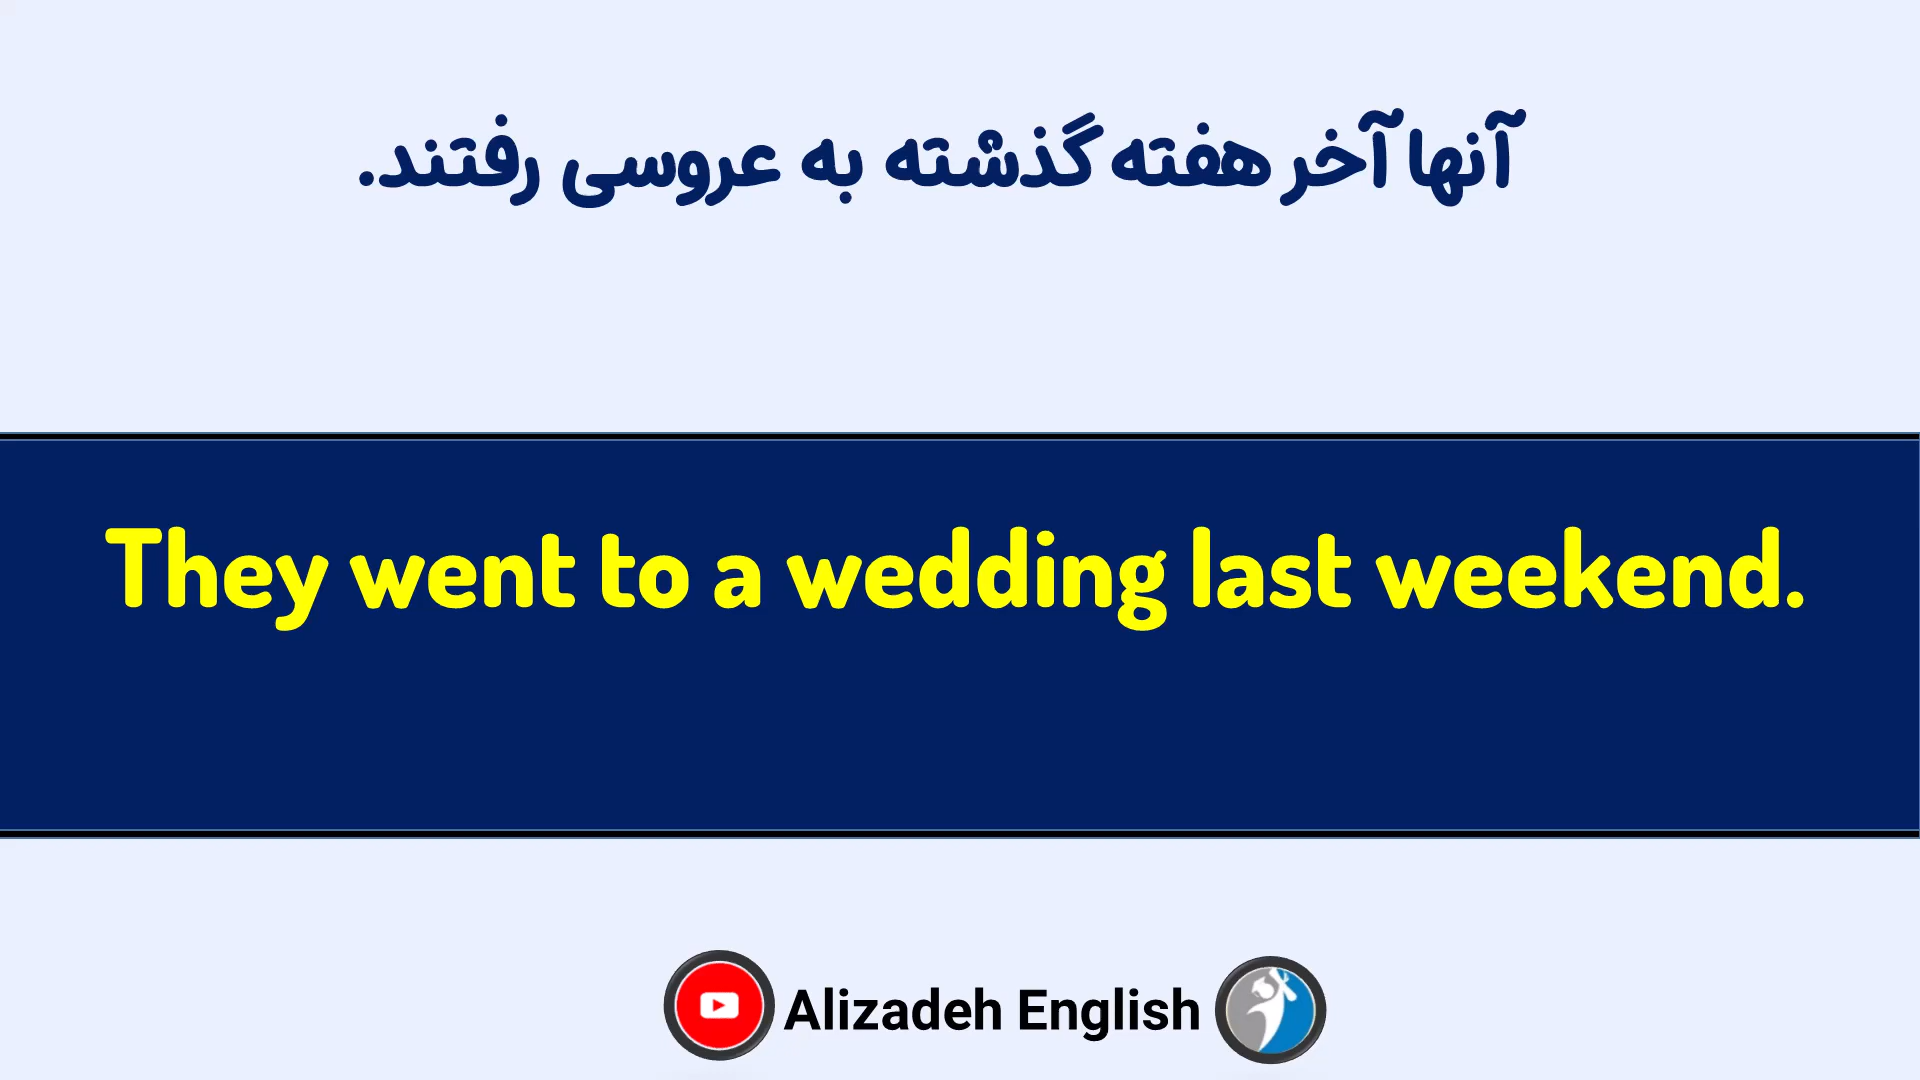 آنها آخر هفته گذشته به عروسی رفتند.
They went to a wedding last weekend.
Alizadeh English